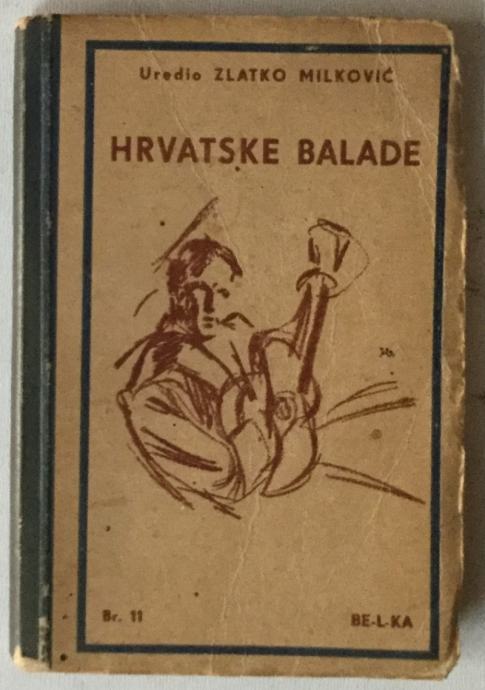 Uredio ZLATKO MILKOVIĆ
HRVATSKE BALADE
Br. 11
BE-L-KA